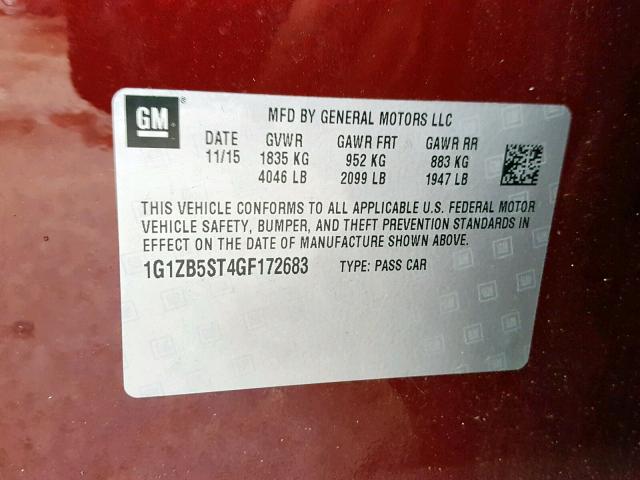 GM
MFD BY GENERAL MOTORS LLC
DATE GVWR GAWR FRT GAWR RR
11/15 1835 KG 952 KG 883 KG
4046 LB 2099 LB 1947 LB
THIS VEHICLE CONFORMS TO ALL APPLICABLE U.S. FEDERAL MOTOR
VEHICLE SAFETY, BUMPER, AND THEFT PREVENTION STANDARDS IN
EFFECT ON THE DATE OF MANUFACTURE SHOWN ABOVE.
1G1ZB5ST4GF172683 TYPE: PASS CAR